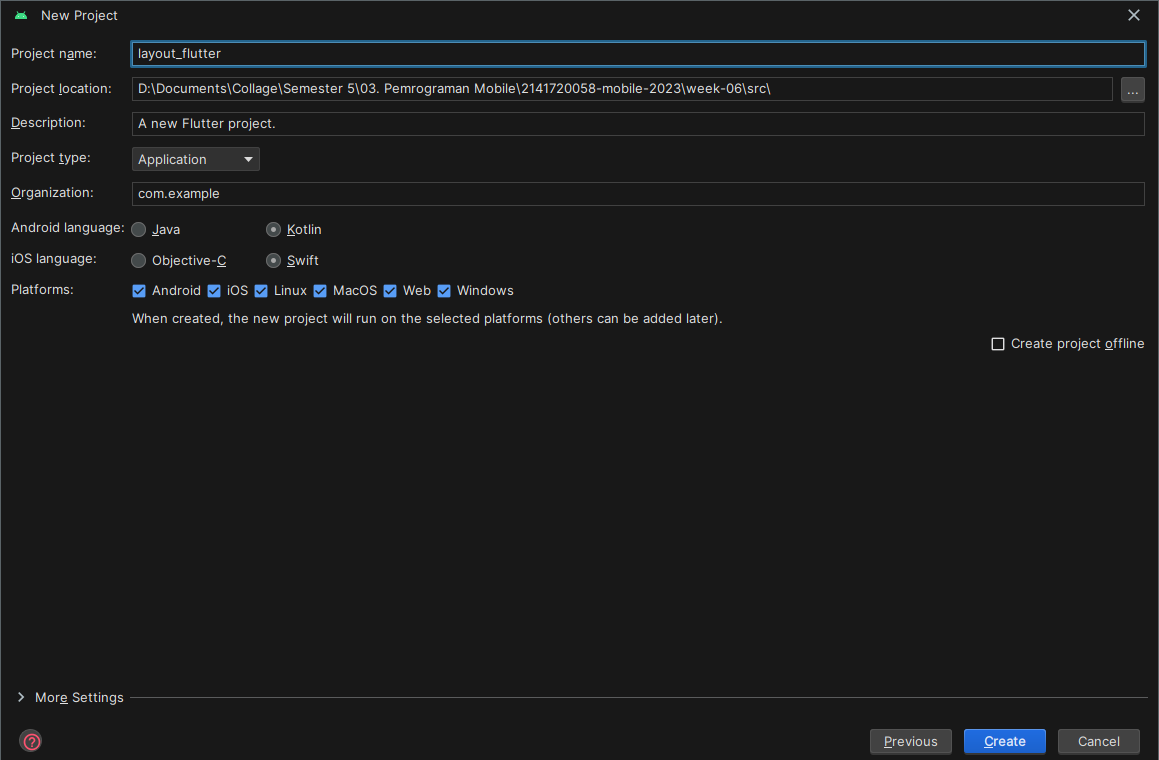 New Project
Project name: layout_flutter
Project location: D:\Documents\Collage\Semester 5\03. Pemrograman Mobile\2141720058-mobile-2023\week-06\src\ ...
Description: A new Flutter project.
Project type: Application
Organization: com.example
Android language: Java Kotlin
iOS language: Objective-C Swift
Platforms: Android iOS Linux MacOS Web Windows
When created, the new project will run on the selected platforms (others can be added later).
Create project offline
More Settings
? Previous Create Cancel